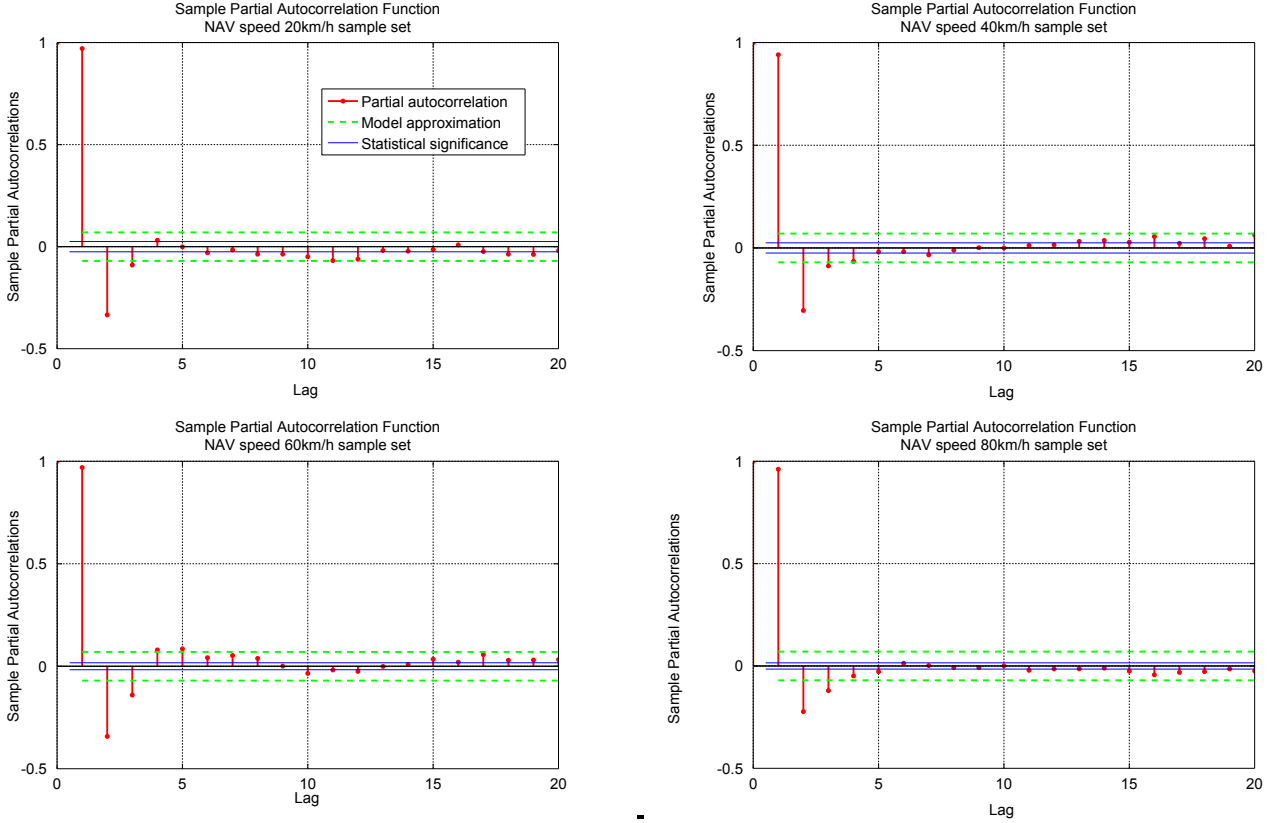 Sample Partial Autocorrelation Function
NAV speed 20km/h sample set
Sample Partial Autocorrelations
1
0.5
0
-0.5
0
5
10
15
20
Lag
Partial autocorrelation
Model approximation
Statistical significance
Sample Partial Autocorrelation Function
NAV speed 40km/h sample set
Sample Partial Autocorrelations
1
0.5
0
-0.5
0
5
10
15
20
Lag
Sample Partial Autocorrelation Function
NAV speed 60km/h sample set
Sample Partial Autocorrelations
1
0.5
0
-0.5
0
5
10
15
20
Lag
Sample Partial Autocorrelation Function
NAV speed 80km/h sample set
Sample Partial Autocorrelations
1
0.5
0
-0.5
0
5
10
15
20
Lag